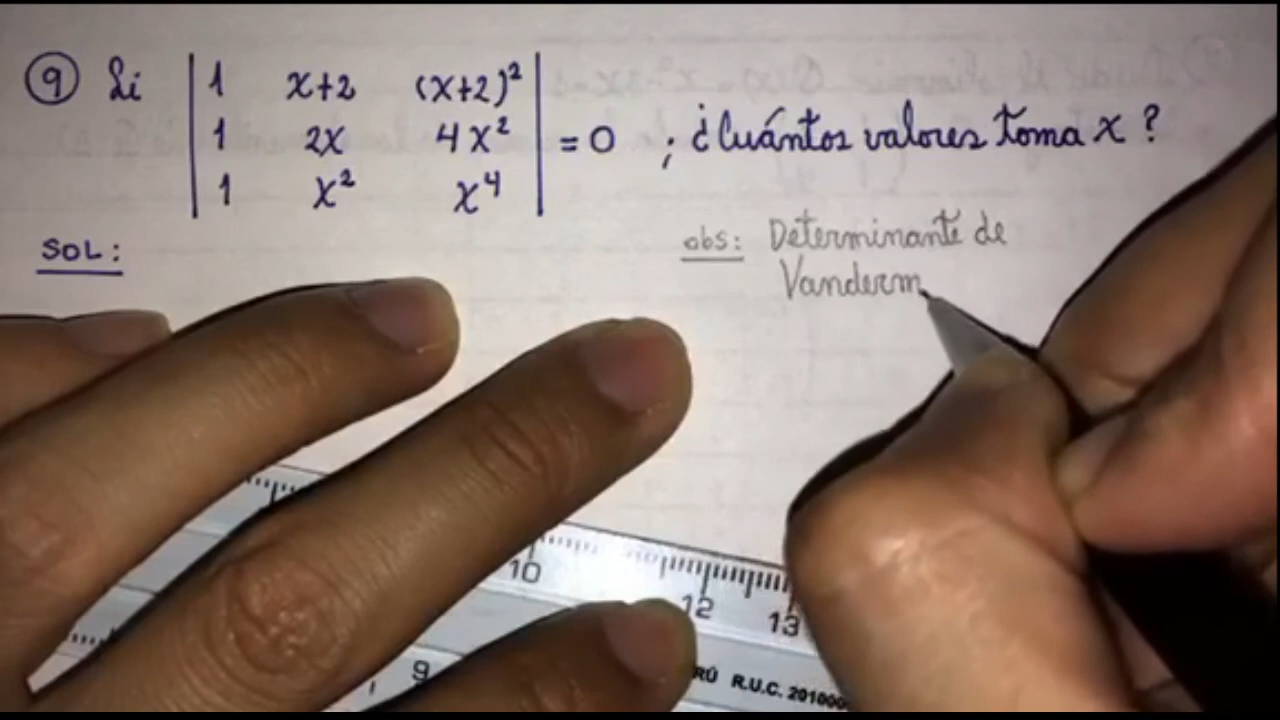 9 Si | 1 x+2 (x+2)² |
| 1 2x 4x² | = 0 ; ¿Cuántos valores toma x ?
| 1 x² x⁴ |
SOL:
obs: Determinante de
Vanderm
10 12 13
9 RÚ R.U.C. 201000